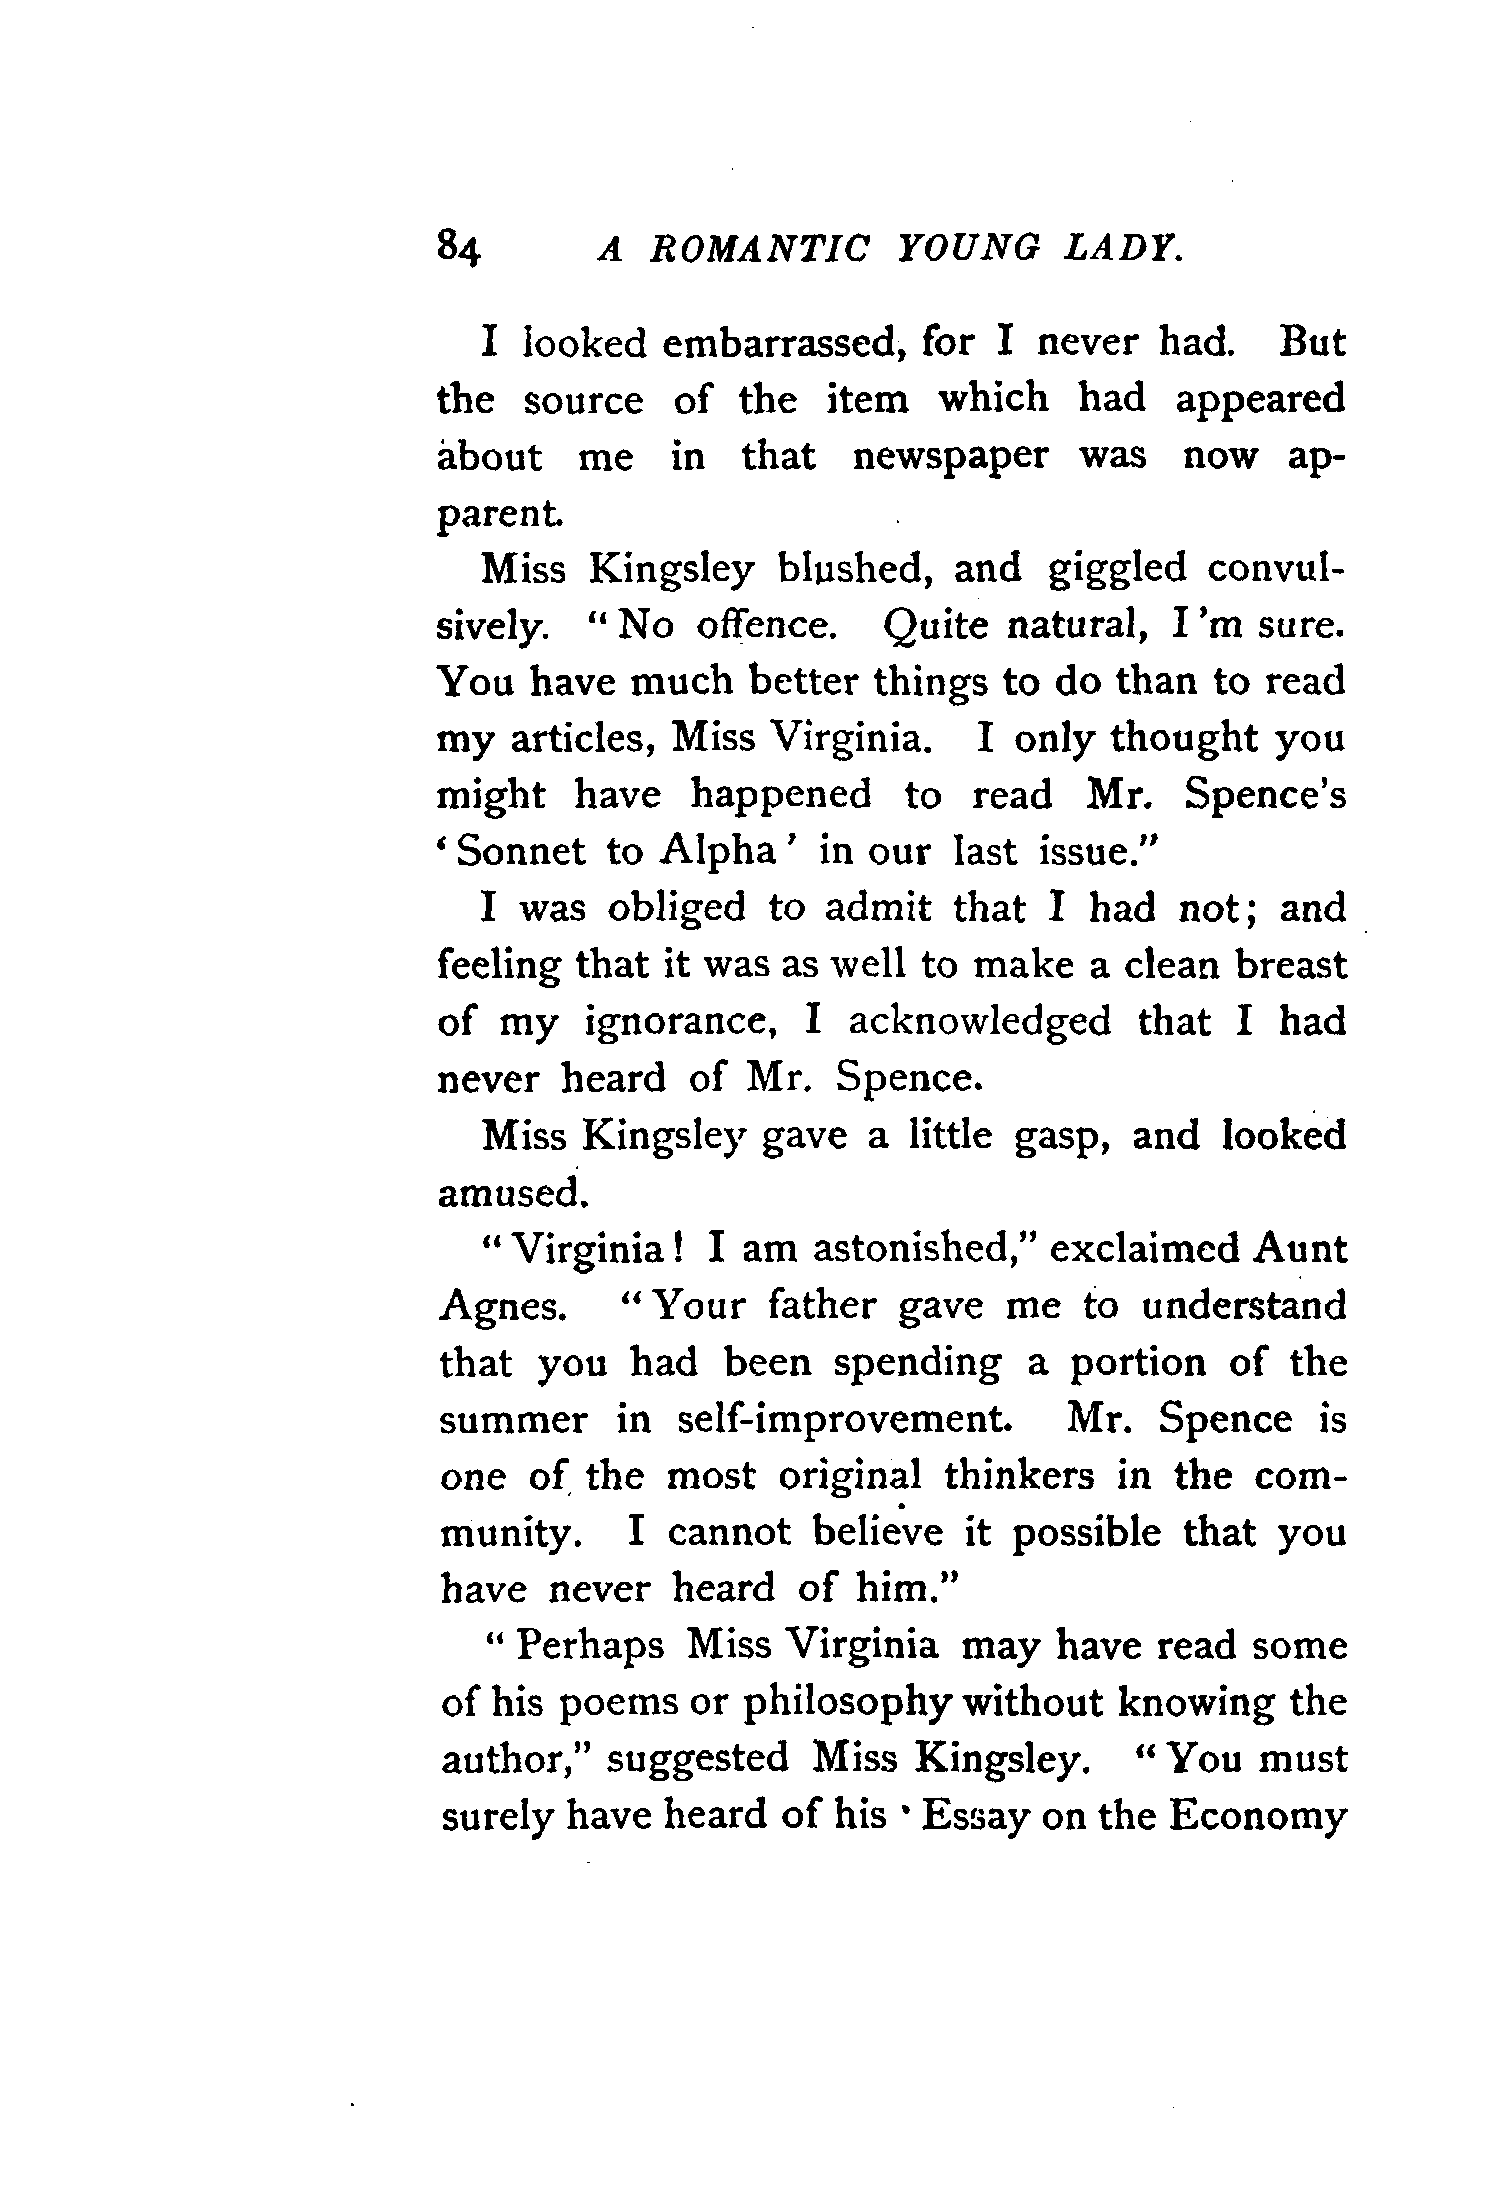 84 A ROMANTIC YOUNG LADY.
I looked embarrassed, for I never had. But
the source of the item which had appeared
about me in that newspaper was now ap-
parent.
Miss Kingsley blushed, and giggled convul-
sively. "No offence. Quite natural, I'm sure.
You have much better things to do than to read
my articles, Miss Virginia. I only thought you
might have happened to read Mr. Spence's
'Sonnet to Alpha' in our last issue."
I was obliged to admit that I had not; and
feeling that it was as well to make a clean breast
of my ignorance, I acknowledged that I had
never heard of Mr. Spence.
Miss Kingsley gave a little gasp, and looked
amused.
"Virginia! I am astonished," exclaimed Aunt
Agnes. "Your father gave me to understand
that you had been spending a portion of the
summer in self-improvement. Mr. Spence is
one of the most original thinkers in the com-
munity. I cannot believe it possible that you
have never heard of him."
"Perhaps Miss Virginia may have read some
of his poems or philosophy without knowing the
author," suggested Miss Kingsley. "You must
surely have heard of his 'Essay on the Economy